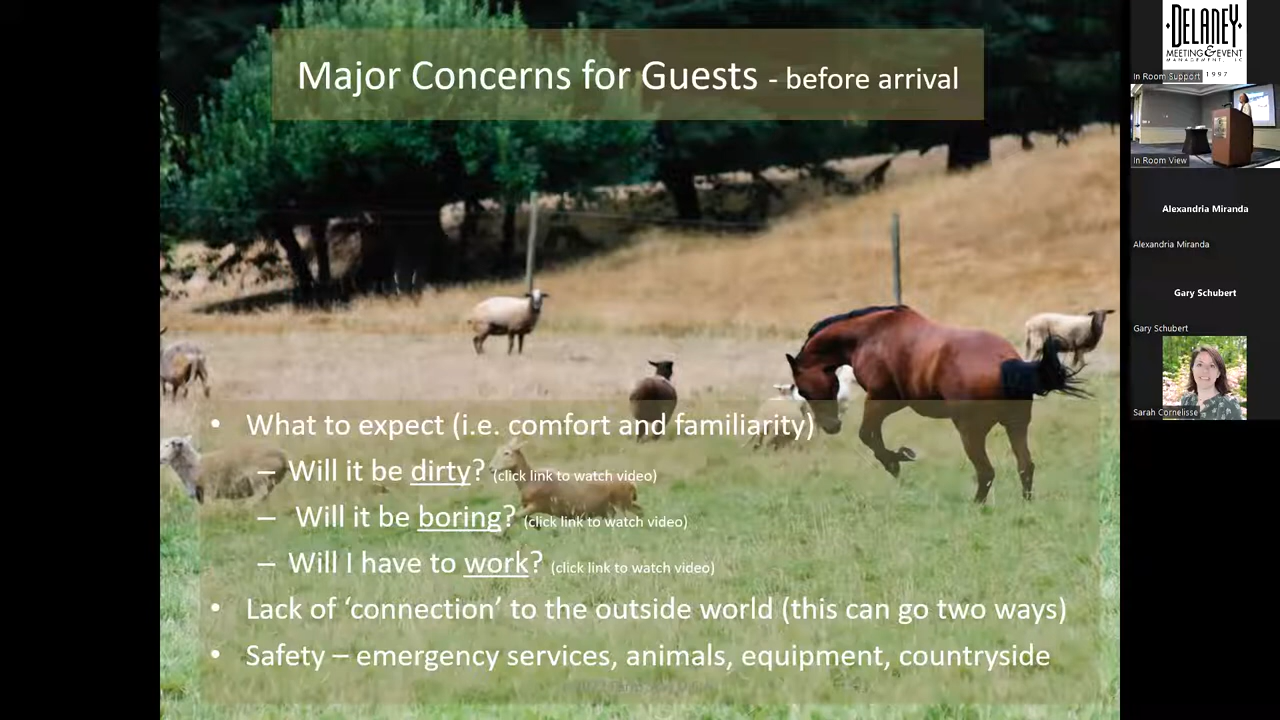 Major Concerns for Guests - before arrival
• What to expect (i.e. comfort and familiarity)
– Will it be dirty? (click link to watch video)
– Will it be boring? (click link to watch video)
– Will I have to work? (click link to watch video)
• Lack of ‘connection’ to the outside world (this can go two ways)
• Safety – emergency services, animals, equipment, countryside
DELANEY
MEETING & EVENT
MANAGEMENT, LLC
1997
In Room Support
In Room View
Alexandria Miranda
Alexandria Miranda
Gary Schubert
Gary Schubert
Sarah Cornelisse